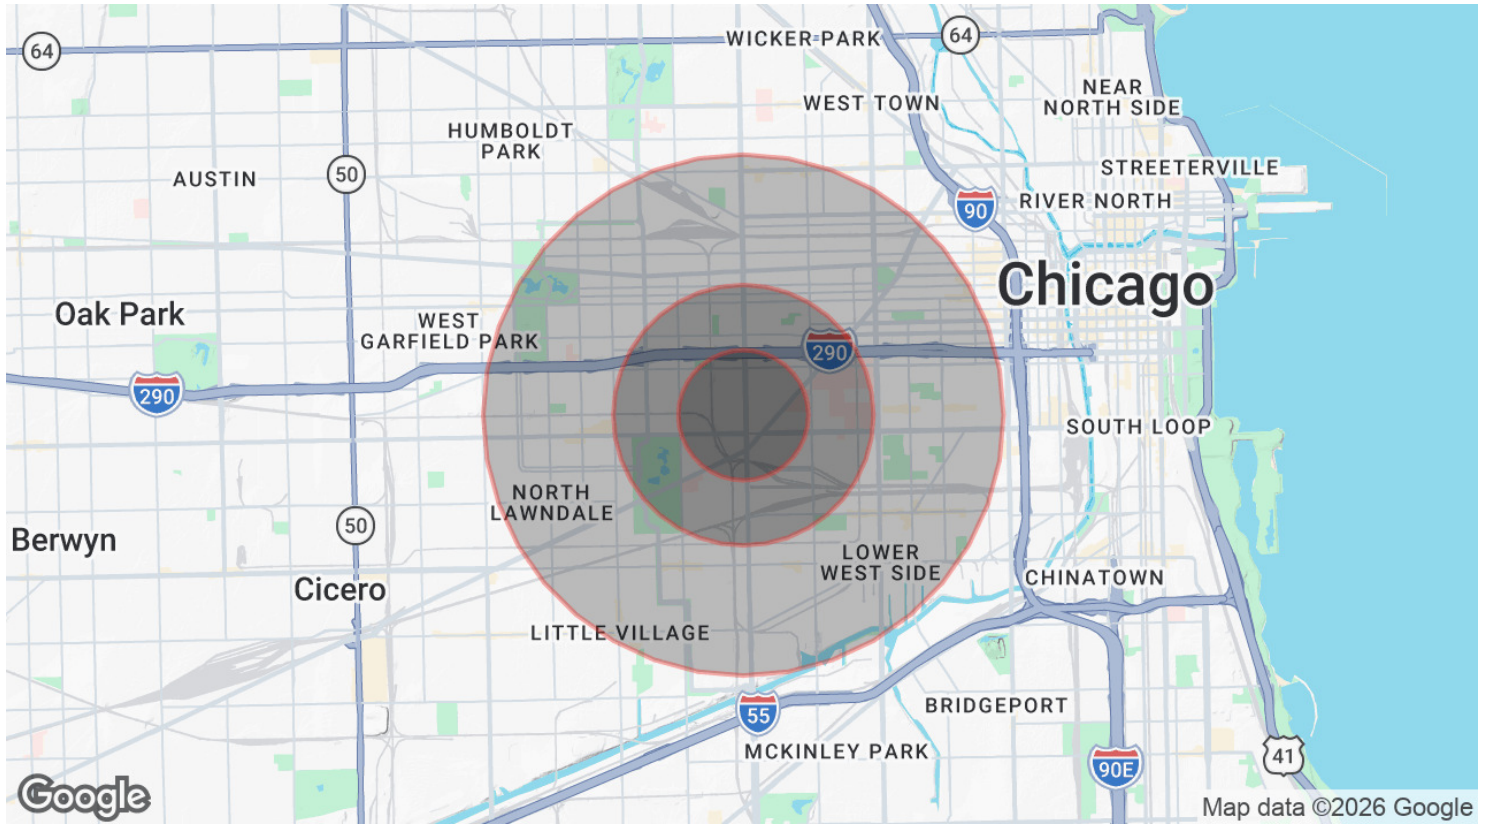 64
WICKER PARK
64
NEAR
NORTH SIDE
WEST TOWN
HUMBOLDT
PARK
STREETERVILLE
AUSTIN
50
RIVER NORTH
90
Chicago
Oak Park
WEST
GARFIELD PARK
290
290
SOUTH LOOP
NORTH
LAWNDALE
50
Berwyn
LOWER
WEST SIDE
CHINATOWN
Cicero
LITTLE VILLAGE
BRIDGEPORT
55
MCKINLEY PARK
41
90E
Google
Map data ©2026 Google